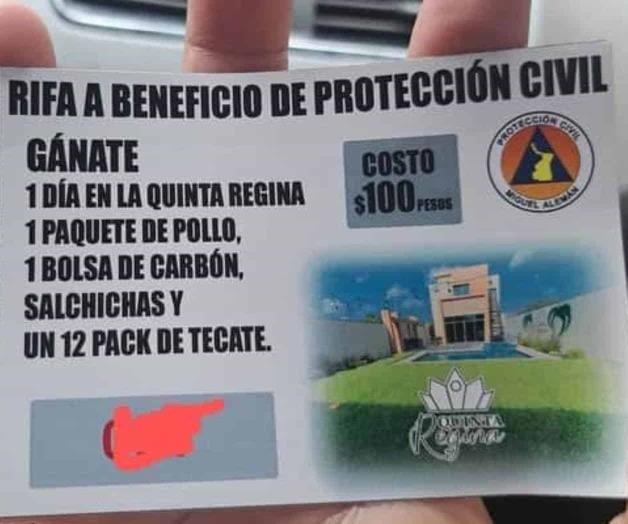 RIFA A BENEFICIO DE PROTECCIÓN CIVIL
GÁNATE
1 DÍA EN LA QUINTA REGINA
1 PAQUETE DE POLLO,
1 BOLSA DE CARBÓN,
SALCHICHAS Y
UN 12 PACK DE TECATE.
COSTO
$100 PESOS
PROTECCIÓN CIVIL
MIGUEL ALEMÁN
QUINTA
Regina